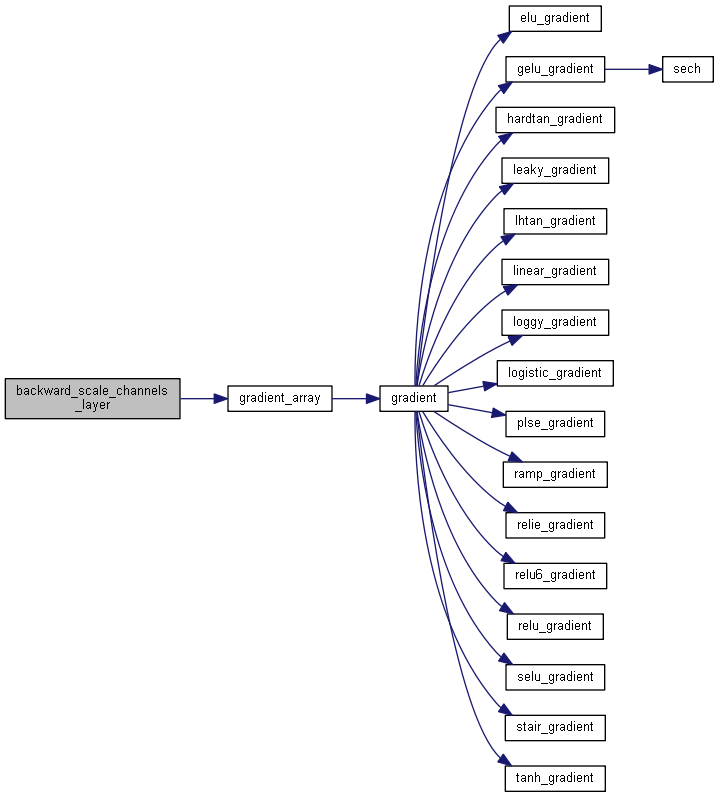 backward_scale_channels
_layer
gradient_array
gradient
elu_gradient
gelu_gradient
sech
hardtan_gradient
leaky_gradient
lhtan_gradient
linear_gradient
loggy_gradient
logistic_gradient
plse_gradient
ramp_gradient
relie_gradient
relu6_gradient
relu_gradient
selu_gradient
stair_gradient
tanh_gradient